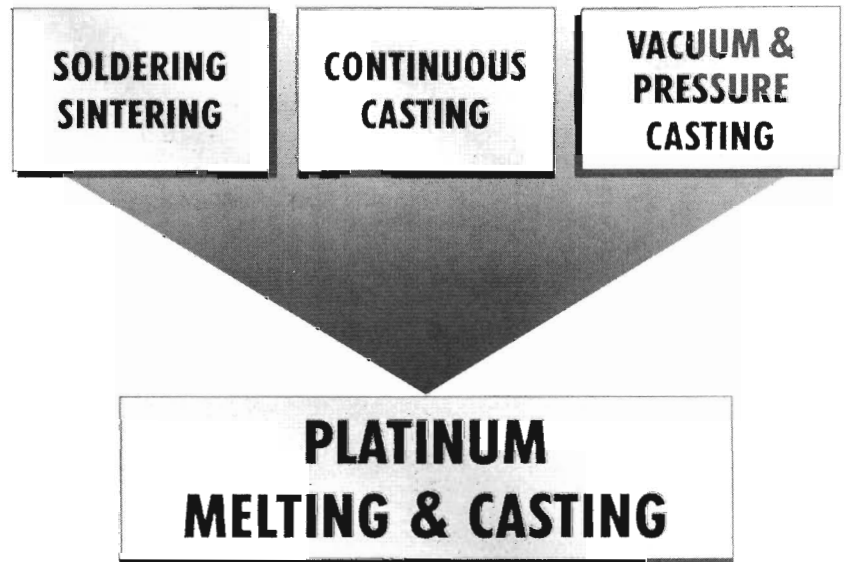 SOLDERING
SINTERING
CONTINUOUS
CASTING
VACUUM &
PRESSURE
CASTING
PLATINUM
MELTING & CASTING